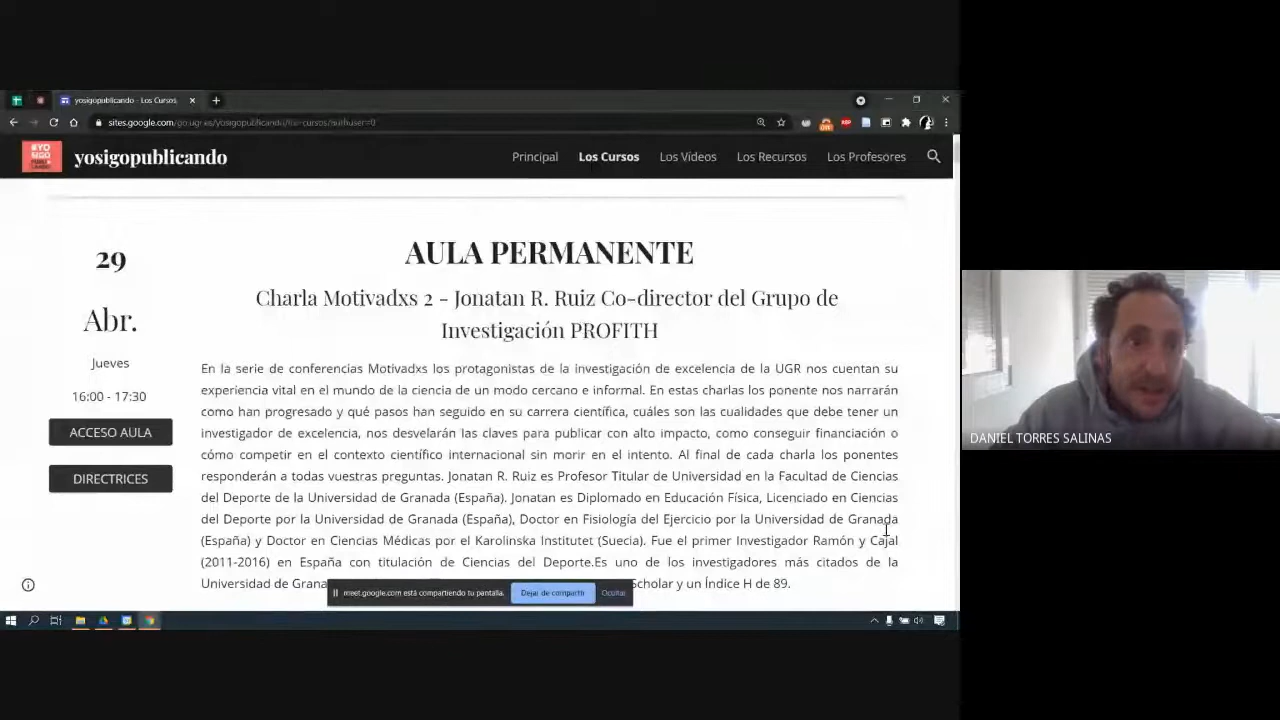 yosigopublicando - Los Cursos
sites.google.com/go.ugr.es/yosigopublicando/los-cursos?authuser=0
#YO
SIGO
yosigopublicando
Principal
Los Cursos
Los Vídeos
Los Recursos
Los Profesores
29
Abr.
Jueves
16:00 - 17:30
ACCESO AULA
DIRECTRICES
AULA PERMANENTE
Charla Motivadxs 2 - Jonatan R. Ruiz Co-director del Grupo de
Investigación PROFITH
En la serie de conferencias Motivadxs los protagonistas de la investigación de excelencia de la UGR nos cuentan su
experiencia vital en el mundo de la ciencia de un modo cercano e informal. En estas charlas los ponente nos narrarán
como han progresado y qué pasos han seguido en su carrera científica, cuáles son las cualidades que debe tener un
investigador de excelencia, nos desvelarán las claves para publicar con alto impacto, como conseguir financiación o
cómo competir en el contexto científico internacional sin morir en el intento. Al final de cada charla los ponentes
responderán a todas vuestras preguntas. Jonatan R. Ruiz es Profesor Titular de Universidad en la Facultad de Ciencias
del Deporte de la Universidad de Granada (España). Jonatan es Diplomado en Educación Física, Licenciado en Ciencias
del Deporte por la Universidad de Granada (España), Doctor en Fisiología del Ejercicio por la Universidad de Granada
(España) y Doctor en Ciencias Médicas por el Karolinska Institutet (Suecia). Fue el primer Investigador Ramón y Cajal
(2011-2016) en España con titulación de Ciencias del Deporte.Es uno de los investigadores más citados de la
Universidad de Grana Scholar y un Índice H de 89.
meet.google.com está compartiendo tu pantalla.
Dejar de compartir
Ocultar
DANIEL TORRES SALINAS